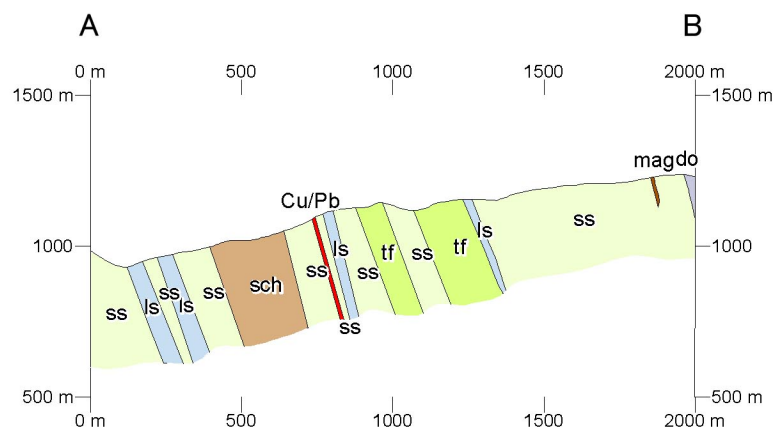 A B
0 m 500 1000 1500 2000 m
1500 m 1500 m
mag do
Cu/Pb
ss
ls
1000 m 1000 m
tf ss tf ls
ss ls ss ls ss sch ss ss
ss
500 m 500 m
0 m 500 1000 1500 2000 m